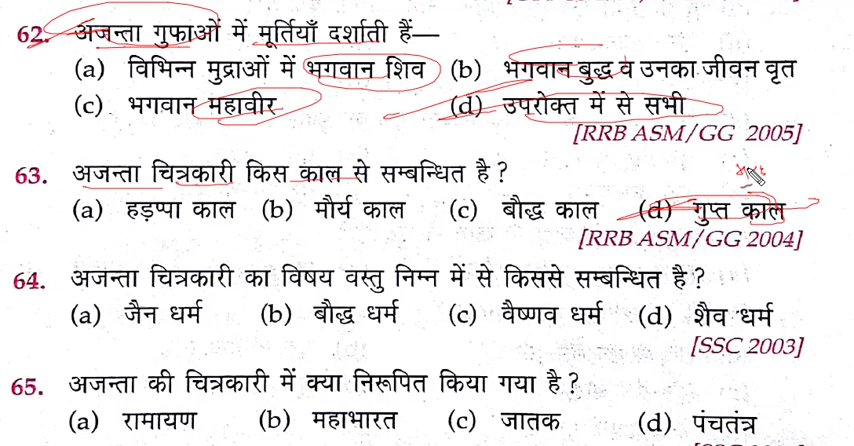 62. अजन्ता गुफाओं में मूर्तियाँ दर्शाती हैं—
(a) विभिन्न मुद्राओं में भगवान शिव (b) भगवान बुद्ध व उनका जीवन वृत
(c) भगवान महावीर (d) उपरोक्त में से सभी
[RRB ASM/GG 2005]
63. अजन्ता चित्रकारी किस काल से सम्बन्धित है?
(a) हड़प्पा काल (b) मौर्य काल (c) बौद्ध काल (d) गुप्त काल
[RRB ASM/GG 2004]
64. अजन्ता चित्रकारी का विषय वस्तु निम्न में से किससे सम्बन्धित है?
(a) जैन धर्म (b) बौद्ध धर्म (c) वैष्णव धर्म (d) शैव धर्म
[SSC 2003]
65. अजन्ता की चित्रकारी में क्या निरूपित किया गया है?
(a) रामायण (b) महाभारत (c) जातक (d) पंचतंत्र